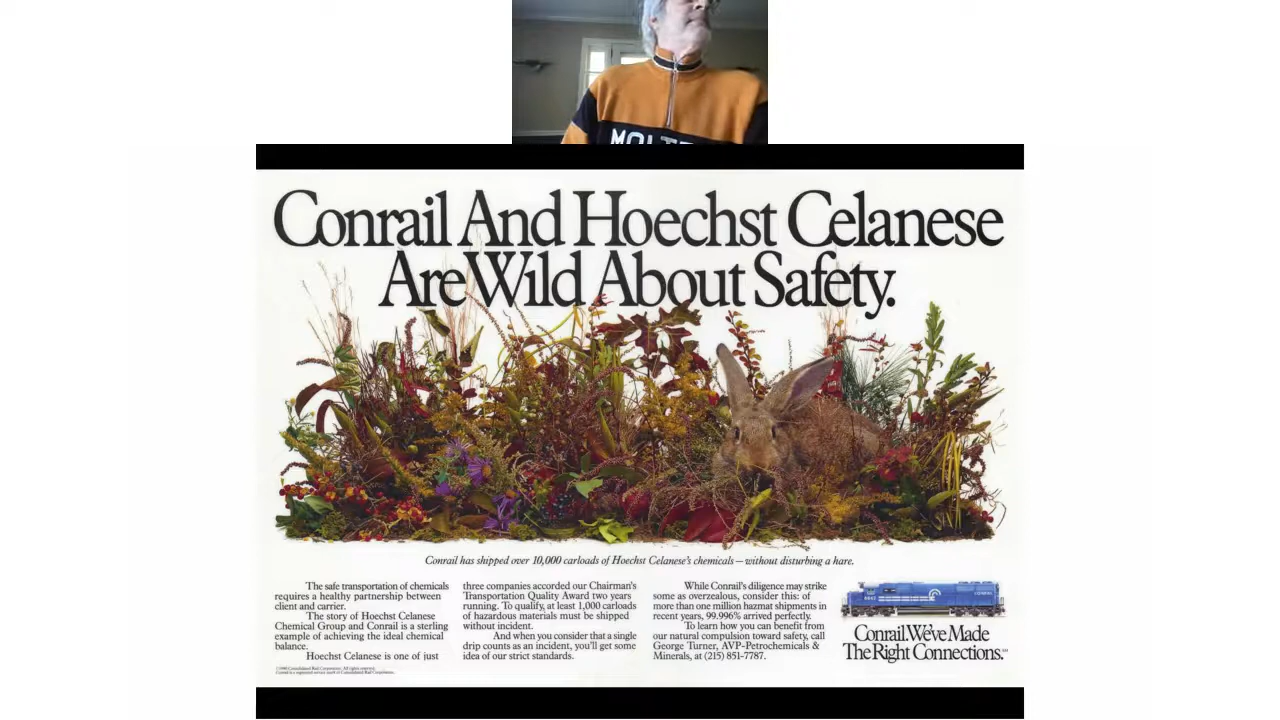 Conrail And Hoechst Celanese
Are Wild About Safety.
Conrail has shipped over 10,000 carloads of Hoechst Celanese's chemicals — without disturbing a hare.
The safe transportation of chemicals
requires a healthy partnership between
client and carrier.
The story of Hoechst Celanese
Chemical Group and Conrail is a sterling
example of achieving the ideal chemical
balance.
Hoechst Celanese is one of just
three companies accorded our Chairman's
Transportation Quality Award two years
running. To qualify, at least 1,000 carloads
of hazardous materials must be shipped
without incident.
And when you consider that a single
drip counts as an incident, you'll get some
idea of our strict standards.
While Conrail's diligence may strike
some as overzealous, consider this: of
more than one million hazmat shipments in
recent years, 99.996% arrived perfectly.
To learn how you can benefit from
our natural compulsion toward safety, call
George Turner, AVP-Petrochemicals &
Minerals, at (215) 851-7787.
Conrail. We've Made
The Right Connections.